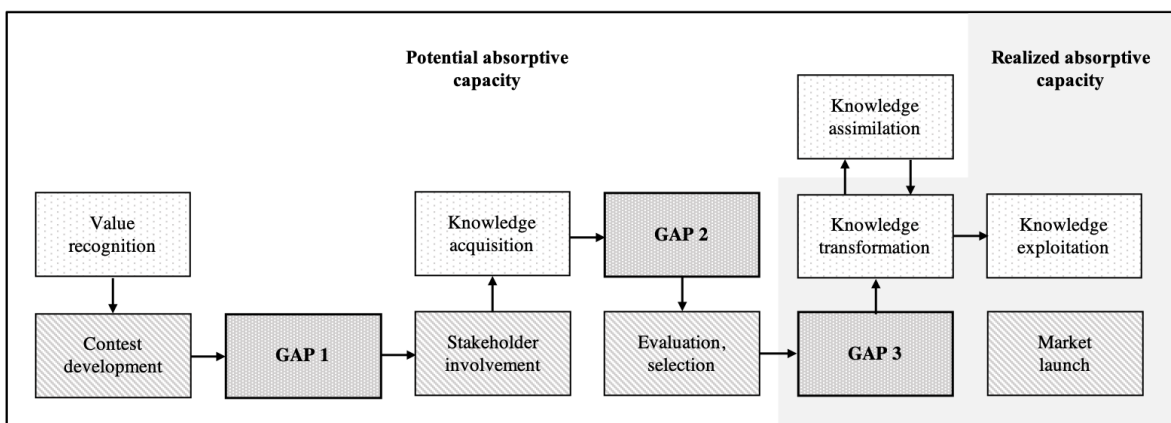 Potential absorptive
capacity
Realized absorptive
capacity
Knowledge
assimilation
Value
recognition
Knowledge
acquisition
GAP 2
Knowledge
transformation
Knowledge
exploitation
Contest
development
GAP 1
Stakeholder
involvement
Evaluation,
selection
GAP 3
Market
launch